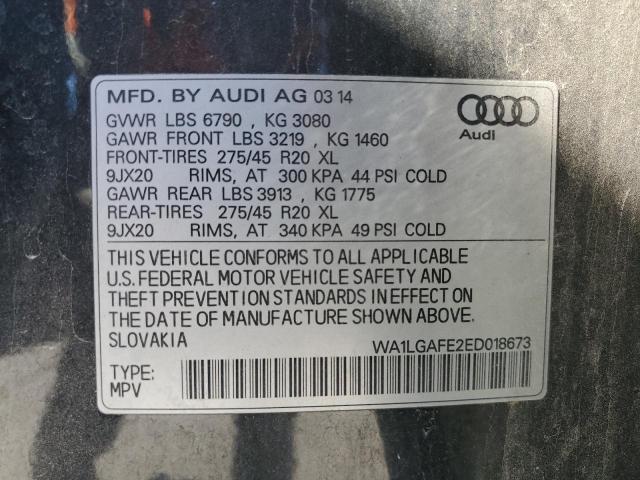 MFD. BY AUDI AG 03 14
GVWR LBS 6790 , KG 3080
GAWR FRONT LBS 3219 , KG 1460
FRONT-TIRES 275/45 R20 XL
9JX20 RIMS, AT 300 KPA 44 PSI COLD
GAWR REAR LBS 3913 , KG 1775
REAR-TIRES 275/45 R20 XL
9JX20 RIMS, AT 340 KPA 49 PSI COLD
Audi
THIS VEHICLE CONFORMS TO ALL APPLICABLE
U.S. FEDERAL MOTOR VEHICLE SAFETY AND
THEFT PREVENTION STANDARDS IN EFFECT ON
THE DATE OF MANUFACTURE SHOWN ABOVE.
SLOVAKIA
WA1LGAFE2ED018673
TYPE:
MPV